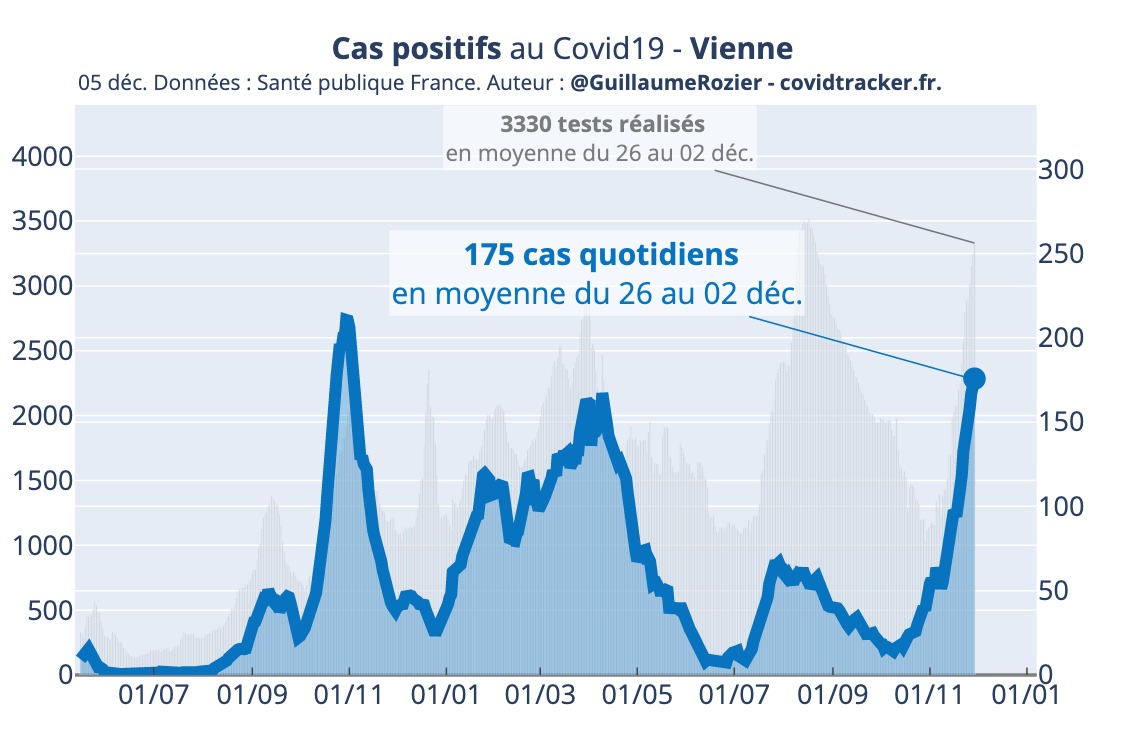 Cas positifs au Covid19 - Vienne
05 déc. Données : Santé publique France. Auteur : @GuillaumeRozier - covidtracker.fr.
3330 tests réalisés
en moyenne du 26 au 02 déc.
175 cas quotidiens
en moyenne du 26 au 02 déc.
4000
3500
3000
2500
2000
1500
1000
500
0
300
250
200
150
100
50
0
01/07 01/09 01/11 01/01 01/03 01/05 01/07 01/09 01/11 01/01